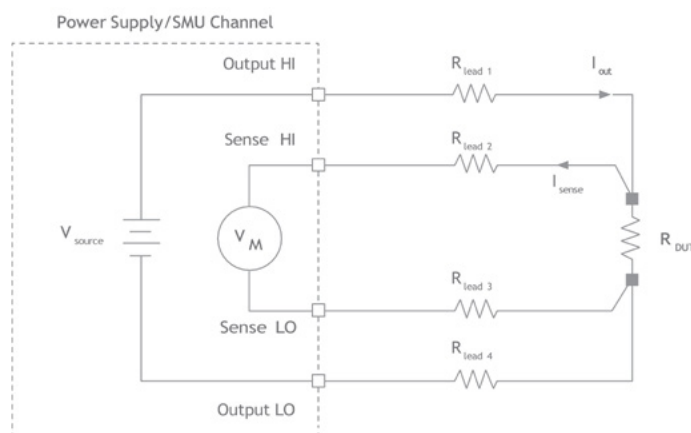 Power Supply/SMU Channel
Output HI
R lead 1
I out
Sense HI
R lead 2
I sense
V source
V M
R DUT
R lead 3
Sense LO
R lead 4
Output LO